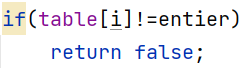 if(table[i]!=entier)
    return false;